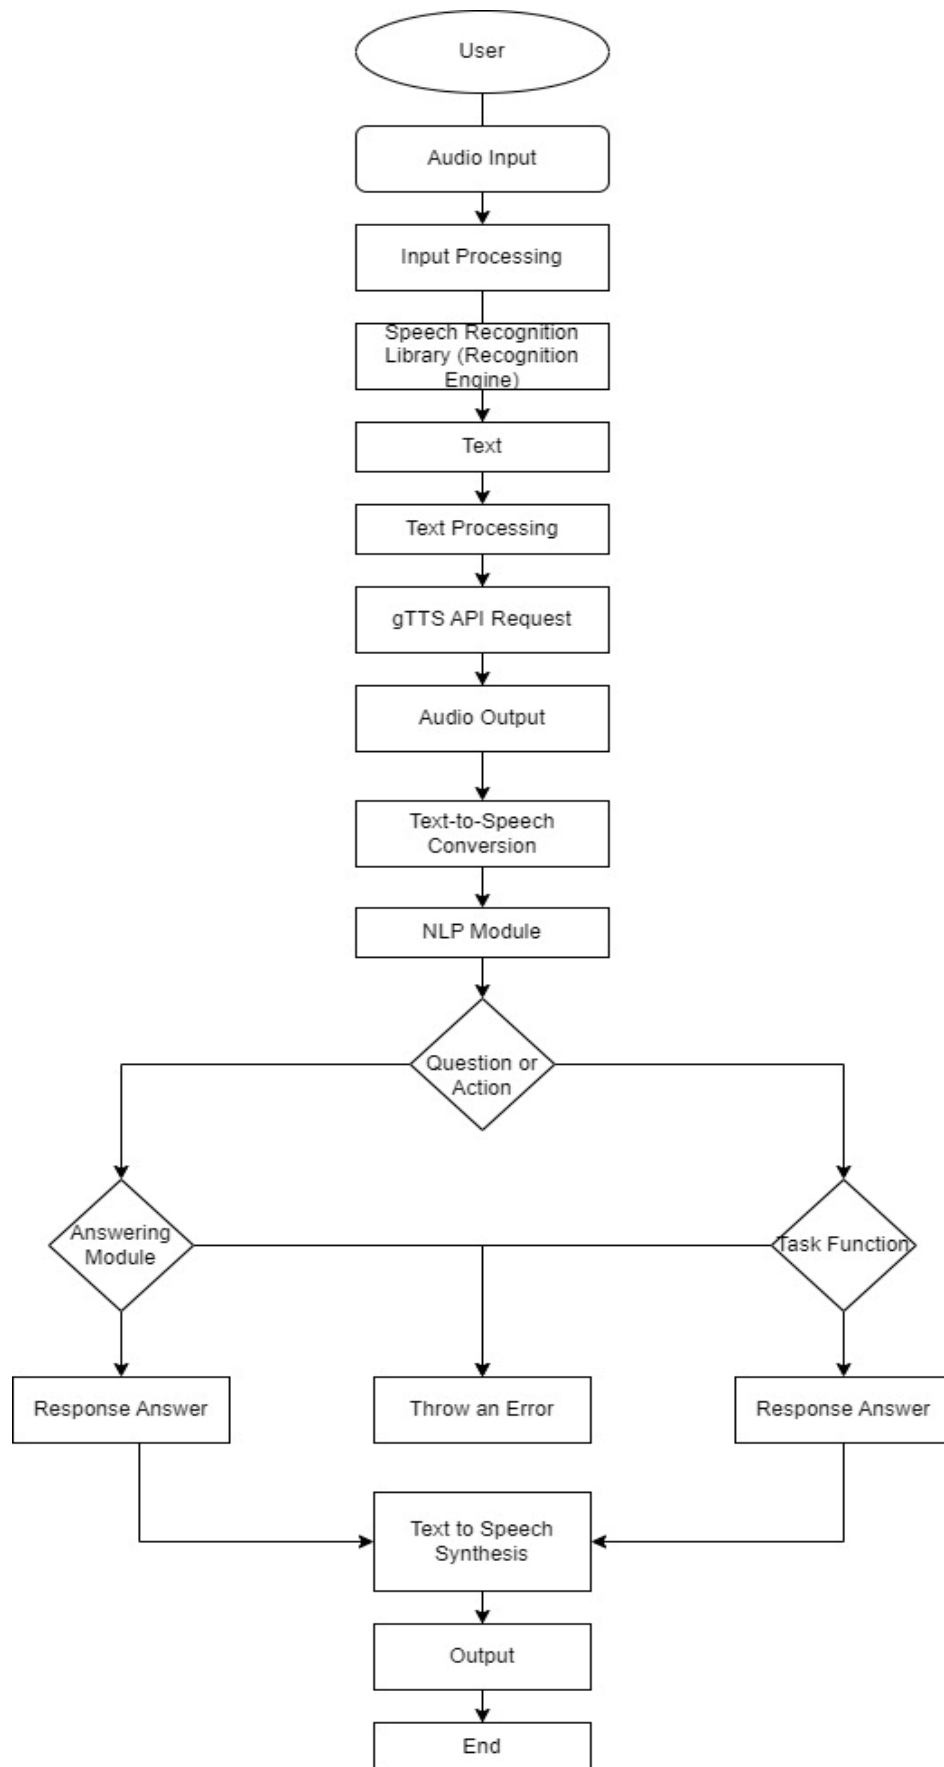 User
Audio Input
Input Processing
Speech Recognition
Library (Recognition
Engine)
Text
Text Processing
gTTS API Request
Audio Output
Text-to-Speech
Conversion
NLP Module
Question or
Action
Answering
Module
Task Function
Response Answer
Throw an Error
Response Answer
Text to Speech
Synthesis
Output
End